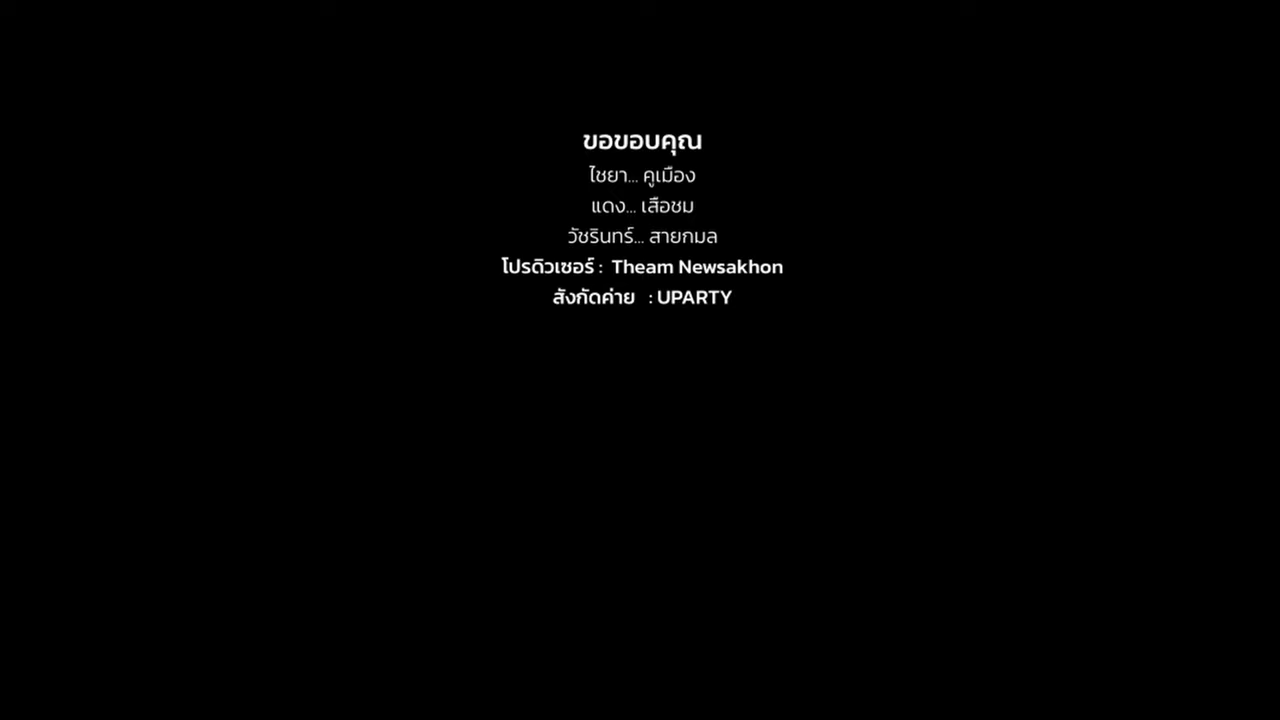 ขอขอบคุณ
ไชยา... คูเมือง
แดง... เสือชม
วัชรินทร์... สายกมล
โปรดิวเซอร์ : Theam Newsakhon
สังกัดค่าย : UPARTY